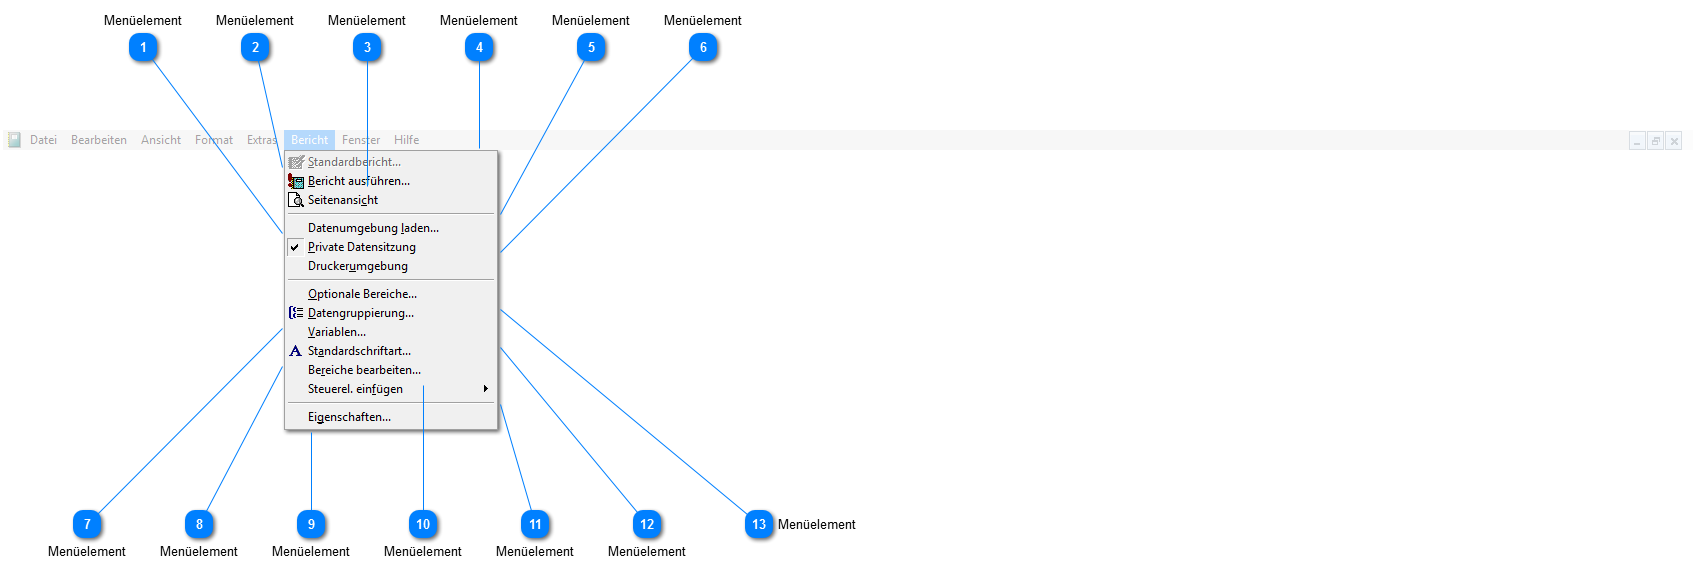 Menüelement Menüelement Menüelement Menüelement Menüelement Menüelement
1 2 3 4 5 6
Datei Bearbeiten Ansicht Format Extras Bericht Fenster Hilfe
Standardbericht...
Bericht ausführen...
Seitenansicht
Datenumgebung laden...
Private Datensitzung
Druckerumgebung
Optionale Bereiche...
Datengruppierung...
Variablen...
Standardschriftart...
Bereiche bearbeiten...
Steuerel. einfügen
Eigenschaften...
7 8 9 10 11 12 13 Menüelement
Menüelement Menüelement Menüelement Menüelement Menüelement Menüelement